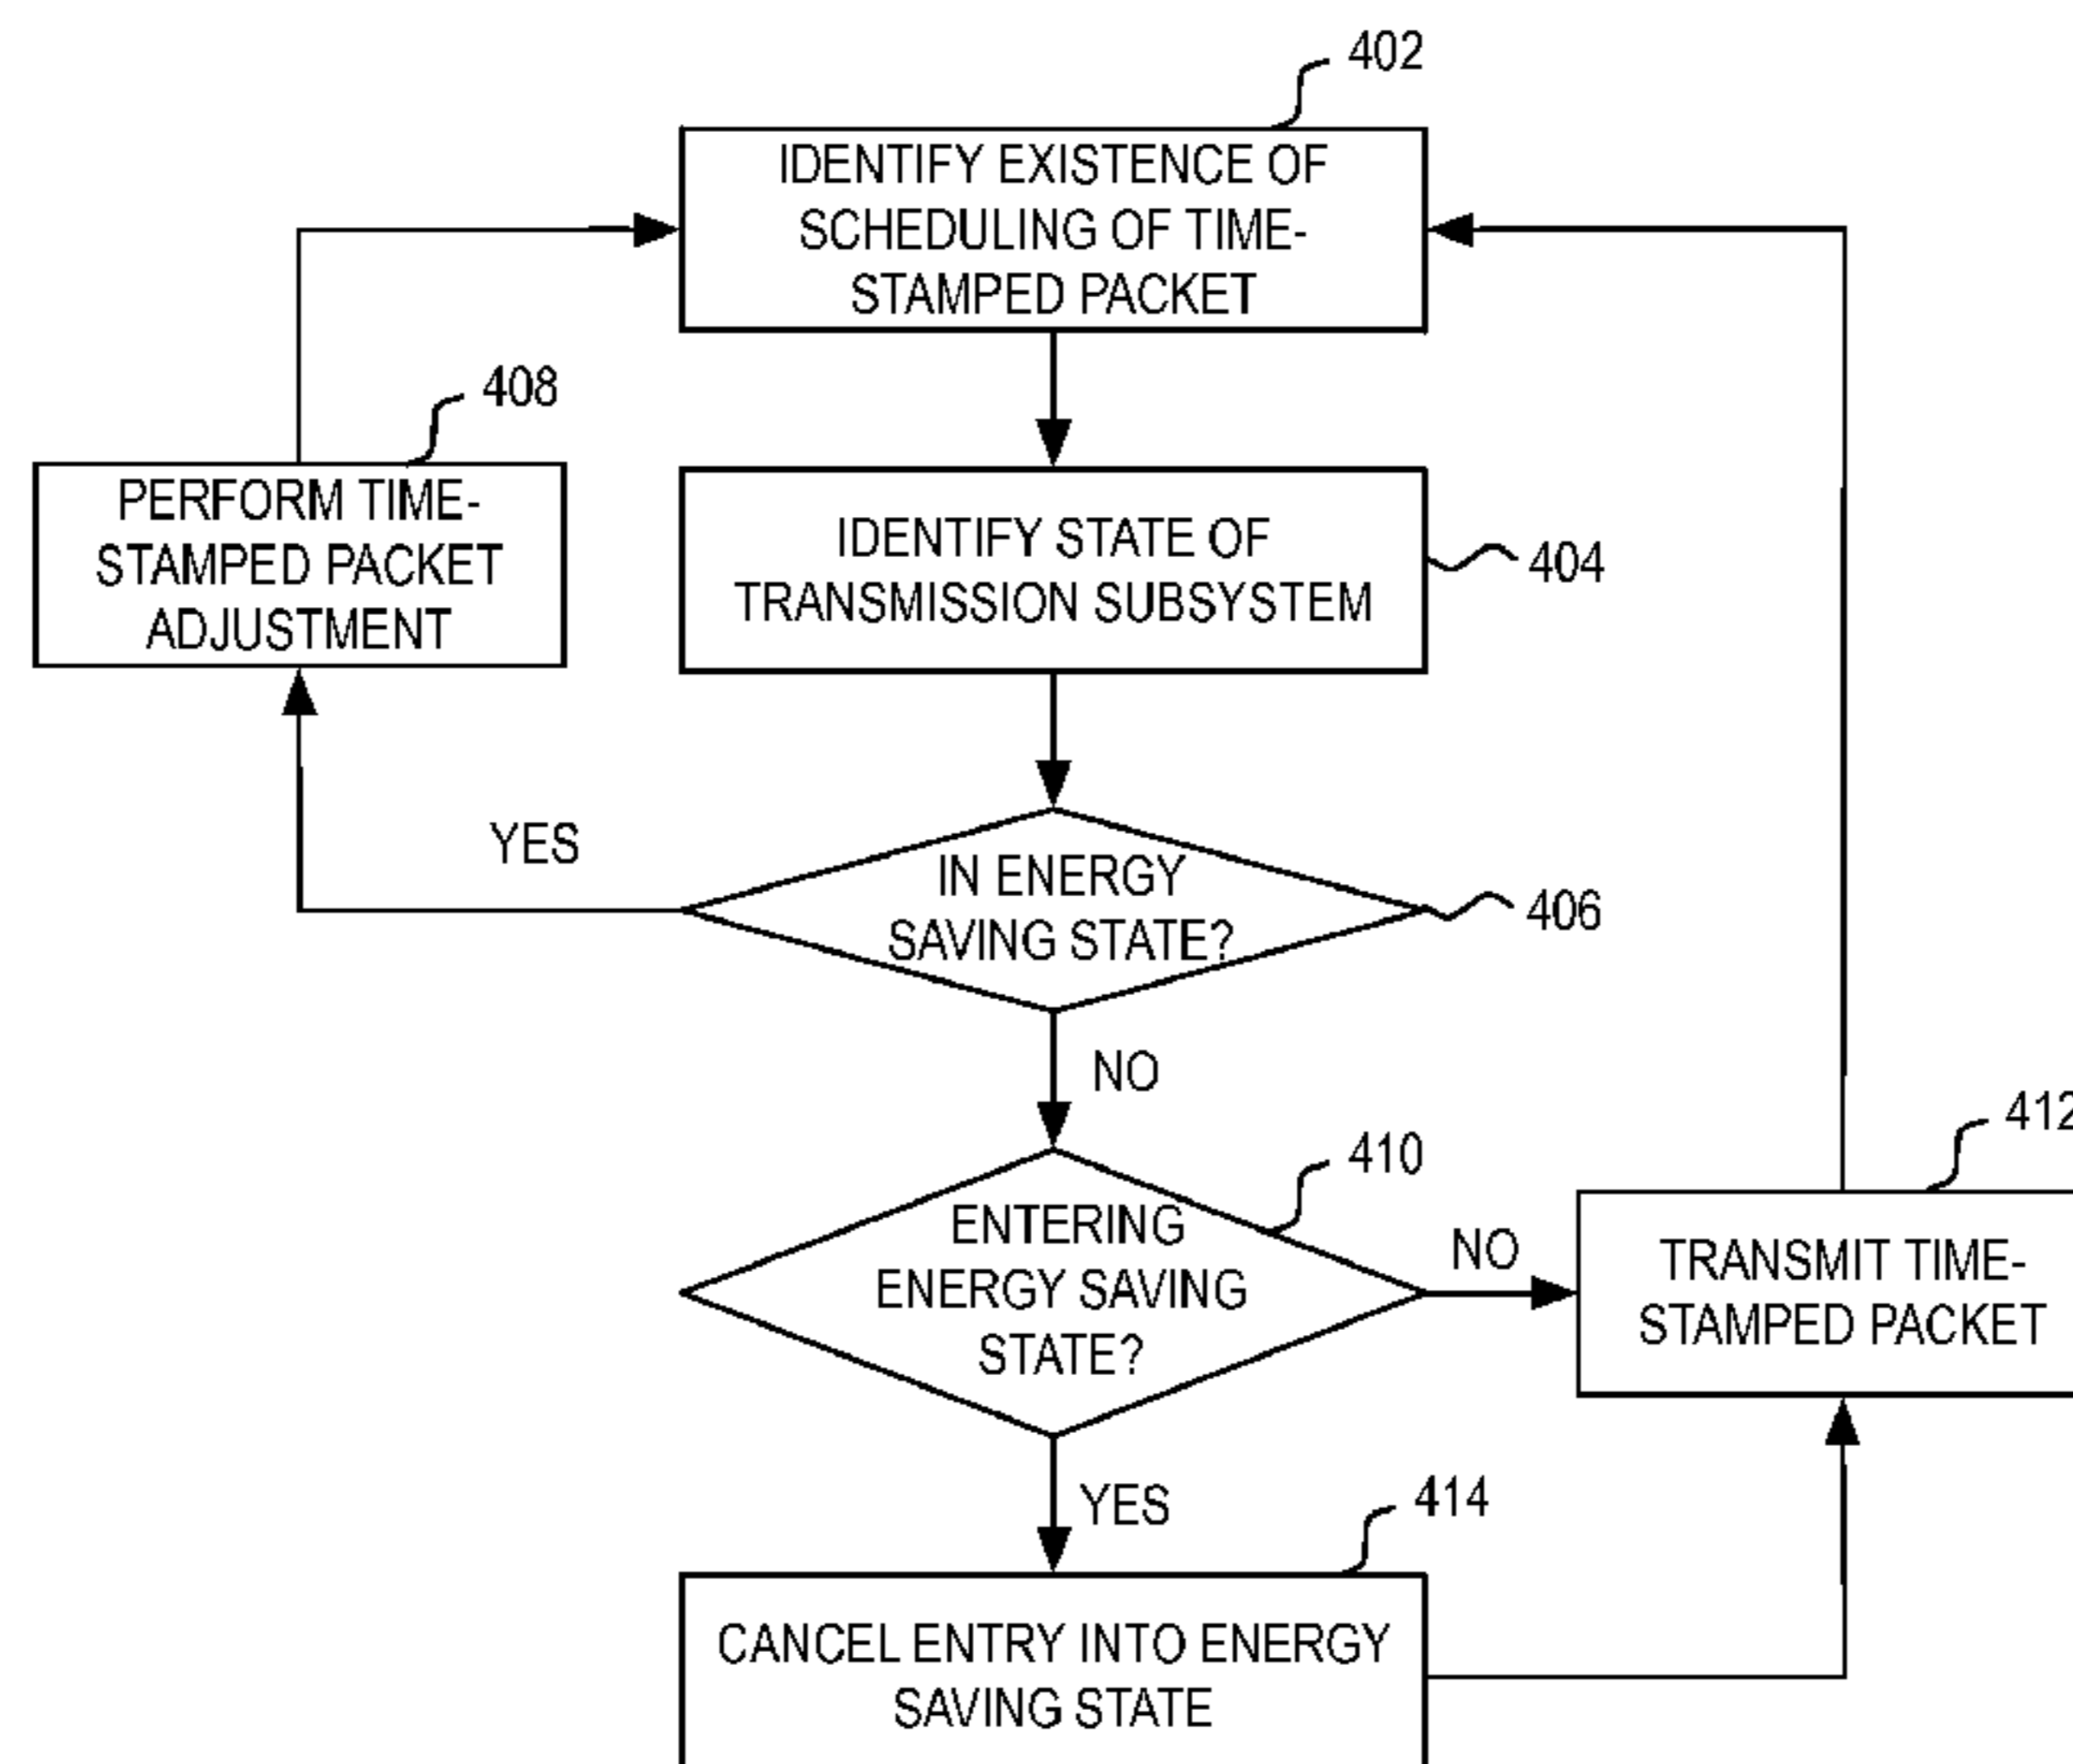 402
IDENTIFY EXISTENCE OF
SCHEDULING OF TIME-
STAMPED PACKET
408
PERFORM TIME-
STAMPED PACKET
ADJUSTMENT
IDENTIFY STATE OF
TRANSMISSION SUBSYSTEM
404
YES
IN ENERGY
SAVING STATE?
406
NO
410
ENTERING
ENERGY SAVING
STATE?
NO
412
TRANSMIT TIME-
STAMPED PACKET
YES
414
CANCEL ENTRY INTO ENERGY
SAVING STATE